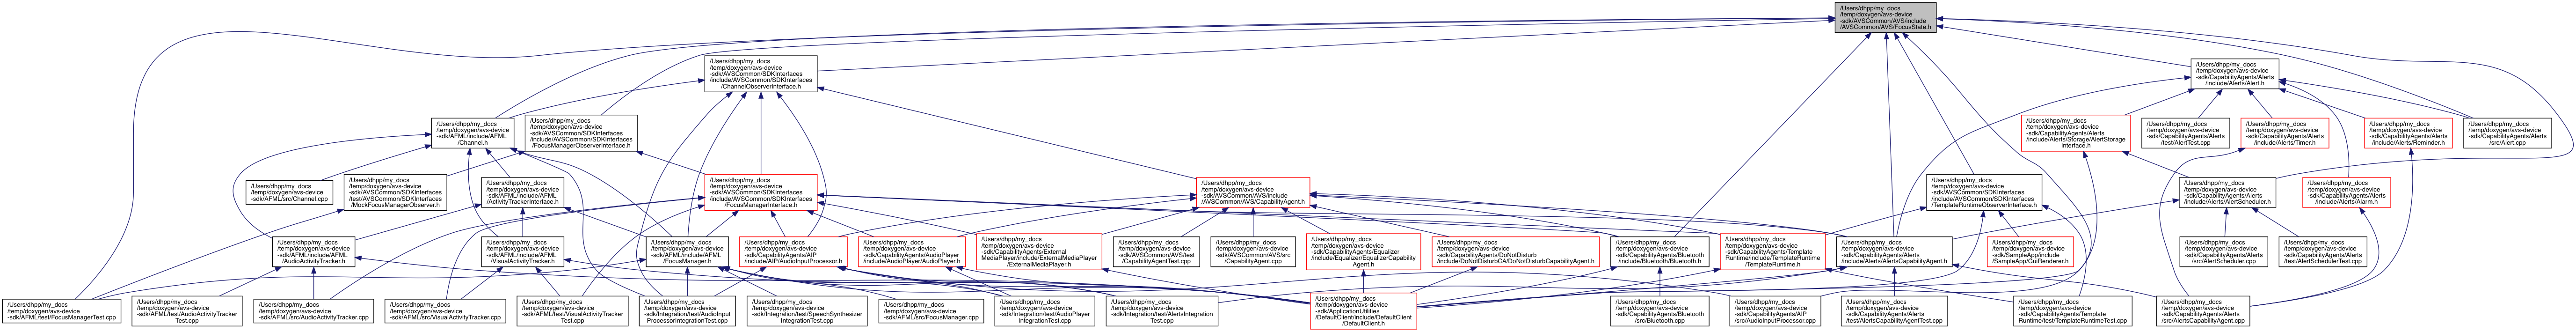 /Users/dhpp/my_docs
/temp/doxygen/avs-device
-sdk/AVSCommon/AVS/include
/AVSCommon/AVS/FocusState.h
/Users/dhpp/my_docs
/temp/doxygen/avs-device
-sdk/AVSCommon/SDKInterfaces
/include/AVSCommon/SDKInterfaces
/ChannelObserverInterface.h
/Users/dhpp/my_docs
/temp/doxygen/avs-device
-sdk/CapabilityAgents/Alerts
/include/Alerts/Alert.h
/Users/dhpp/my_docs
/temp/doxygen/avs-device
-sdk/AFML/include/AFML
/Channel.h
/Users/dhpp/my_docs
/temp/doxygen/avs-device
-sdk/AVSCommon/SDKInterfaces
/include/AVSCommon/SDKInterfaces
/FocusManagerObserverInterface.h
/Users/dhpp/my_docs
/temp/doxygen/avs-device
-sdk/CapabilityAgents/Alerts
/include/Alerts/Storage/AlertStorage
Interface.h
/Users/dhpp/my_docs
/temp/doxygen/avs-device
-sdk/CapabilityAgents/Alerts
/test/AlertTest.cpp
/Users/dhpp/my_docs
/temp/doxygen/avs-device
-sdk/CapabilityAgents/Alerts
/include/Alerts/Timer.h
/Users/dhpp/my_docs
/temp/doxygen/avs-device
-sdk/CapabilityAgents/Alerts
/include/Alerts/Reminder.h
/Users/dhpp/my_docs
/temp/doxygen/avs-device
-sdk/CapabilityAgents/Alerts
/src/Alert.cpp
/Users/dhpp/my_docs
/temp/doxygen/avs-device
-sdk/AFML/src/Channel.cpp
/Users/dhpp/my_docs
/temp/doxygen/avs-device
-sdk/AVSCommon/SDKInterfaces
/test/AVSCommon/SDKInterfaces
/MockFocusManagerObserver.h
/Users/dhpp/my_docs
/temp/doxygen/avs-device
-sdk/AFML/include/AFML
/ActivityTrackerInterface.h
/Users/dhpp/my_docs
/temp/doxygen/avs-device
-sdk/AVSCommon/SDKInterfaces
/include/AVSCommon/SDKInterfaces
/FocusManagerInterface.h
/Users/dhpp/my_docs
/temp/doxygen/avs-device
-sdk/AVSCommon/AVS/include
/AVSCommon/AVS/CapabilityAgent.h
/Users/dhpp/my_docs
/temp/doxygen/avs-device
-sdk/AVSCommon/SDKInterfaces
/include/AVSCommon/SDKInterfaces
/TemplateRuntimeObserverInterface.h
/Users/dhpp/my_docs
/temp/doxygen/avs-device
-sdk/CapabilityAgents/Alerts
/include/Alerts/AlertScheduler.h
/Users/dhpp/my_docs
/temp/doxygen/avs-device
-sdk/CapabilityAgents/Alerts
/include/Alerts/Alarm.h
/Users/dhpp/my_docs
/temp/doxygen/avs-device
-sdk/AFML/include/AFML
/AudioActivityTracker.h
/Users/dhpp/my_docs
/temp/doxygen/avs-device
-sdk/AFML/include/AFML
/VisualActivityTracker.h
/Users/dhpp/my_docs
/temp/doxygen/avs-device
-sdk/AFML/include/AFML
/FocusManager.h
/Users/dhpp/my_docs
/temp/doxygen/avs-device
-sdk/CapabilityAgents/AIP
/include/AIP/AudioInputProcessor.h
/Users/dhpp/my_docs
/temp/doxygen/avs-device
-sdk/CapabilityAgents/AudioPlayer
/include/AudioPlayer/AudioPlayer.h
/Users/dhpp/my_docs
/temp/doxygen/avs-device
-sdk/CapabilityAgents/External
MediaPlayer/include/ExternalMediaPlayer
/ExternalMediaPlayer.h
/Users/dhpp/my_docs
/temp/doxygen/avs-device
-sdk/AVSCommon/AVS/test
/CapabilityAgentTest.cpp
/Users/dhpp/my_docs
/temp/doxygen/avs-device
-sdk/AVSCommon/AVS/src
/CapabilityAgent.cpp
/Users/dhpp/my_docs
/temp/doxygen/avs-device
-sdk/CapabilityAgents/Equalizer
/include/Equalizer/EqualizerCapability
Agent.h
/Users/dhpp/my_docs
/temp/doxygen/avs-device
-sdk/CapabilityAgents/DoNotDisturb
/include/DoNotDisturbCA/DoNotDisturbCapabilityAgent.h
/Users/dhpp/my_docs
/temp/doxygen/avs-device
-sdk/CapabilityAgents/Bluetooth
/include/Bluetooth/Bluetooth.h
/Users/dhpp/my_docs
/temp/doxygen/avs-device
-sdk/CapabilityAgents/Template
Runtime/include/TemplateRuntime
/TemplateRuntime.h
/Users/dhpp/my_docs
/temp/doxygen/avs-device
-sdk/CapabilityAgents/Alerts
/include/Alerts/AlertsCapabilityAgent.h
/Users/dhpp/my_docs
/temp/doxygen/avs-device
-sdk/SampleApp/include
/SampleApp/GuiRenderer.h
/Users/dhpp/my_docs
/temp/doxygen/avs-device
-sdk/CapabilityAgents/Alerts
/src/AlertScheduler.cpp
/Users/dhpp/my_docs
/temp/doxygen/avs-device
-sdk/CapabilityAgents/Alerts
/test/AlertSchedulerTest.cpp
/Users/dhpp/my_docs
/temp/doxygen/avs-device
-sdk/AFML/test/FocusManagerTest.cpp
/Users/dhpp/my_docs
/temp/doxygen/avs-device
-sdk/AFML/test/AudioActivityTracker
Test.cpp
/Users/dhpp/my_docs
/temp/doxygen/avs-device
-sdk/AFML/src/AudioActivityTracker.cpp
/Users/dhpp/my_docs
/temp/doxygen/avs-device
-sdk/AFML/src/VisualActivityTracker.cpp
/Users/dhpp/my_docs
/temp/doxygen/avs-device
-sdk/AFML/test/VisualActivityTracker
Test.cpp
/Users/dhpp/my_docs
/temp/doxygen/avs-device
-sdk/Integration/test/AudioInput
ProcessorIntegrationTest.cpp
/Users/dhpp/my_docs
/temp/doxygen/avs-device
-sdk/Integration/test/SpeechSynthesizer
IntegrationTest.cpp
/Users/dhpp/my_docs
/temp/doxygen/avs-device
-sdk/AFML/src/FocusManager.cpp
/Users/dhpp/my_docs
/temp/doxygen/avs-device
-sdk/Integration/test/AudioPlayer
IntegrationTest.cpp
/Users/dhpp/my_docs
/temp/doxygen/avs-device
-sdk/Integration/test/AlertsIntegration
Test.cpp
/Users/dhpp/my_docs
/temp/doxygen/avs-device
-sdk/ApplicationUtilities
/DefaultClient/include/DefaultClient
/DefaultClient.h
/Users/dhpp/my_docs
/temp/doxygen/avs-device
-sdk/CapabilityAgents/Bluetooth
/src/Bluetooth.cpp
/Users/dhpp/my_docs
/temp/doxygen/avs-device
-sdk/CapabilityAgents/AIP
/src/AudioInputProcessor.cpp
/Users/dhpp/my_docs
/temp/doxygen/avs-device
-sdk/CapabilityAgents/Alerts
/test/AlertsCapabilityAgentTest.cpp
/Users/dhpp/my_docs
/temp/doxygen/avs-device
-sdk/CapabilityAgents/Template
Runtime/test/TemplateRuntimeTest.cpp
/Users/dhpp/my_docs
/temp/doxygen/avs-device
-sdk/CapabilityAgents/Alerts
/src/AlertsCapabilityAgent.cpp